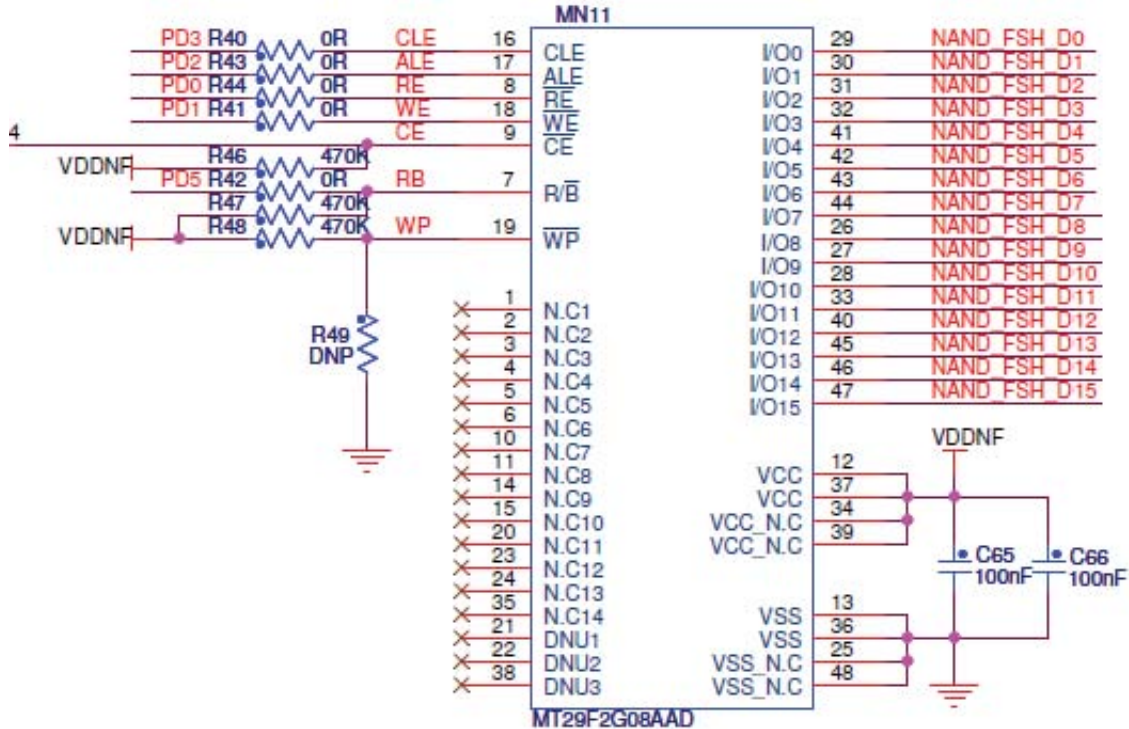 MN11
PD3 R40 0R CLE 16 CLE I/O0 29 NAND_FSH_D0
PD2 R43 0R ALE 17 ALE I/O1 30 NAND_FSH_D1
PD0 R44 0R RE 8 RE I/O2 31 NAND_FSH_D2
PD1 R41 0R WE 18 WE I/O3 32 NAND_FSH_D3
4 CE 9 CE I/O4 41 NAND_FSH_D4
VDDNF R46 470K I/O5 42 NAND_FSH_D5
PD5 R42 0R RB 7 R/B I/O6 43 NAND_FSH_D6
R47 470K I/O7 44 NAND_FSH_D7
VDDNF R48 470K WP 19 WP I/O8 26 NAND_FSH_D8
I/O9 27 NAND_FSH_D9
I/O10 28 NAND_FSH_D10
1 N.C1 I/O11 33 NAND_FSH_D11
2 N.C2 I/O12 40 NAND_FSH_D12
R49
DNP
3 N.C3 I/O13 45 NAND_FSH_D13
4 N.C4 I/O14 46 NAND_FSH_D14
5 N.C5 I/O15 47 NAND_FSH_D15
6 N.C6
VDDNF
10 N.C7
11 N.C8 VCC 12
14 N.C9 VCC 37
15 N.C10 VCC_N.C 34
20 N.C11 VCC_N.C 39
23 N.C12 C65 C66
100nF 100nF
24 N.C13
35 N.C14 VSS 13
21 DNU1 VSS 36
22 DNU2 VSS_N.C 25
38 DNU3 VSS_N.C 48
MT29F2G08AAD